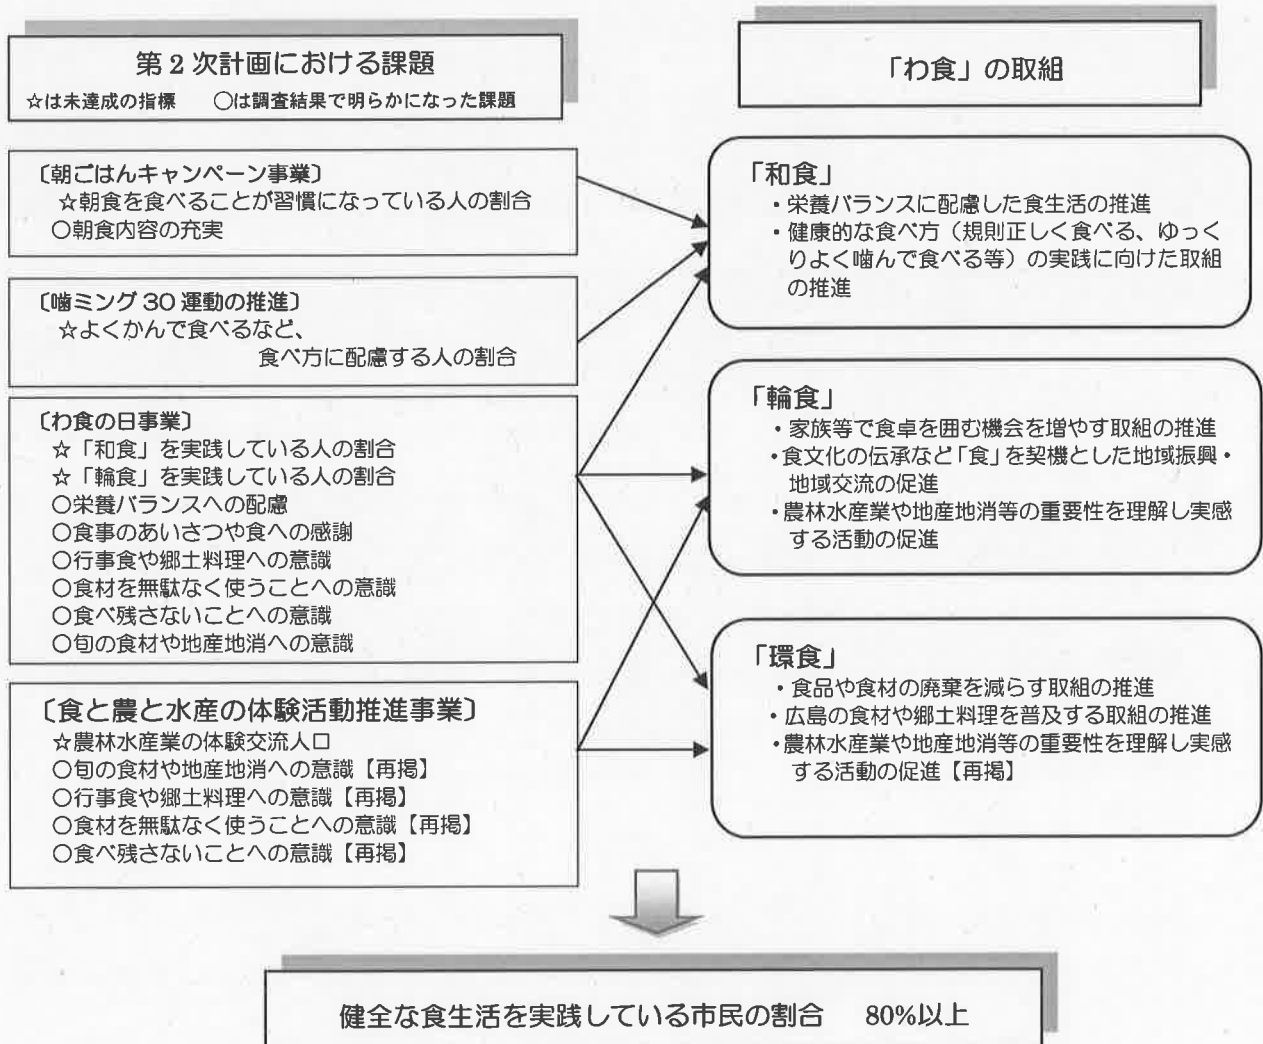 第2次計画における課題
☆は未達成の指標　○は調査結果で明らかになった課題
〔朝ごはんキャンペーン事業〕
☆朝食を食べることが習慣になっている人の割合
○朝食内容の充実
〔噛ミング30運動の推進〕
☆よくかんで食べるなど、
食べ方に配慮する人の割合
〔わ食の日事業〕
☆「和食」を実践している人の割合
☆「輪食」を実践している人の割合
○栄養バランスへの配慮
○食事のあいさつや食への感謝
○行事食や郷土料理への意識
○食材を無駄なく使うことへの意識
○食べ残さないことへの意識
○旬の食材や地産地消への意識
〔食と農と水産の体験活動推進事業〕
☆農林水産業の体験交流人口
○旬の食材や地産地消への意識【再掲】
○行事食や郷土料理への意識【再掲】
○食材を無駄なく使うことへの意識【再掲】
○食べ残さないことへの意識【再掲】
「わ食」の取組
「和食」
・栄養バランスに配慮した食生活の推進
・健康的な食べ方（規則正しく食べる、ゆっく
りよく噛んで食べる等）の実践に向けた取組
の推進
「輪食」
・家族等で食卓を囲む機会を増やす取組の推進
・食文化の伝承など「食」を契機とした地域振興・
地域交流の促進
・農林水産業や地産地消等の重要性を理解し実感
する活動の促進
「環食」
・食品や食材の廃棄を減らす取組の推進
・広島の食材や郷土料理を普及する取組の推進
・農林水産業や地産地消等の重要性を理解し実感
する活動の促進【再掲】
健全な食生活を実践している市民の割合　80%以上